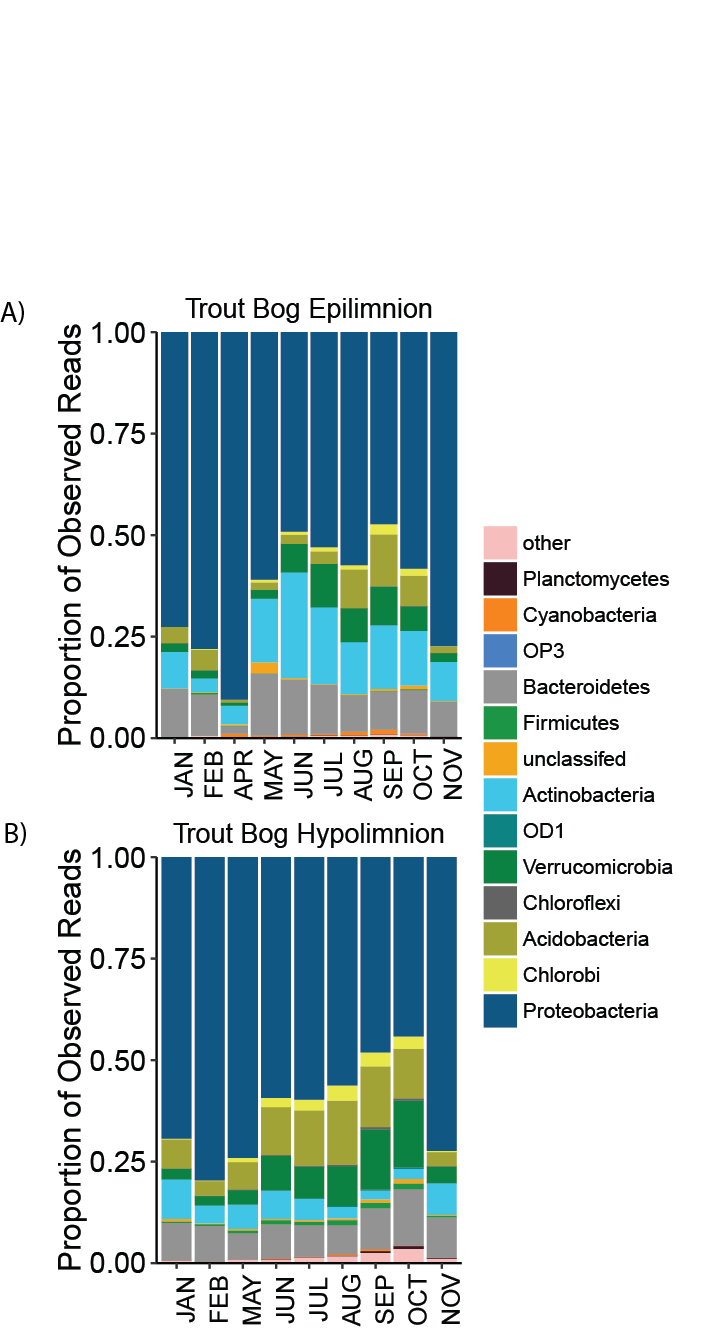 A)
Trout Bog Epilimnion
Proportion of Observed Reads
1.00
0.75
0.50
0.25
0.00
JAN
FEB
APR
MAY
JUN
JUL
AUG
SEP
OCT
NOV
other
Planctomycetes
Cyanobacteria
OP3
Bacteroidetes
Firmicutes
unclassifed
Actinobacteria
OD1
Verrucomicrobia
Chloroflexi
Acidobacteria
Chlorobi
Proteobacteria
B)
Trout Bog Hypolimnion
Proportion of Observed Reads
1.00
0.75
0.50
0.25
0.00
JAN
FEB
MAY
JUN
JUL
AUG
SEP
OCT
NOV